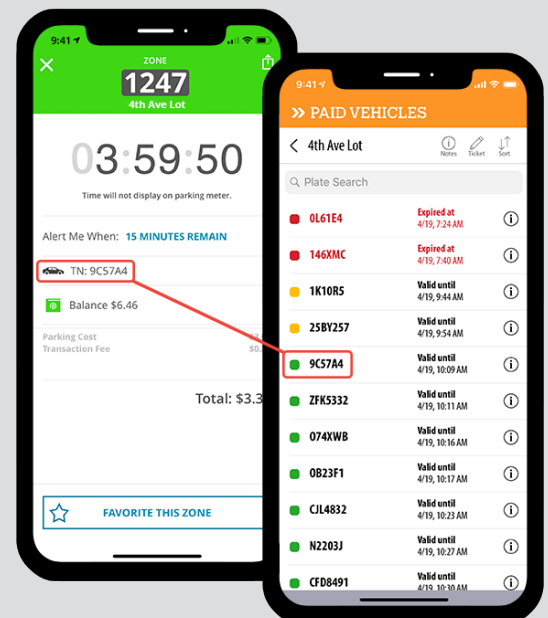 9:41
ZONE
1247
4th Ave Lot
03:59:50
Time will not display on parking meter.
Alert Me When: 15 MINUTES REMAIN
TN: 9C57A4
Balance $6.46
Parking Cost
Transaction Fee
Total: $3.3
FAVORITE THIS ZONE
9:41
PAID VEHICLES
4th Ave Lot
Notes Ticket Sort
Plate Search
0L61E4 Expired at
4/19, 7:24 AM
146XMC Expired at
4/19, 7:40 AM
1K10R5 Valid until
4/19, 9:44 AM
25BY257 Valid until
4/19, 9:54 AM
9C57A4 Valid until
4/19, 10:09 AM
ZFK5332 Valid until
4/19, 10:11 AM
074XWB Valid until
4/19, 10:16 AM
0B23F1 Valid until
4/19, 10:17 AM
CJL4832 Valid until
4/19, 10:23 AM
N2203J Valid until
4/19, 10:27 AM
CFD8491 Valid until
4/19, 10:30 AM